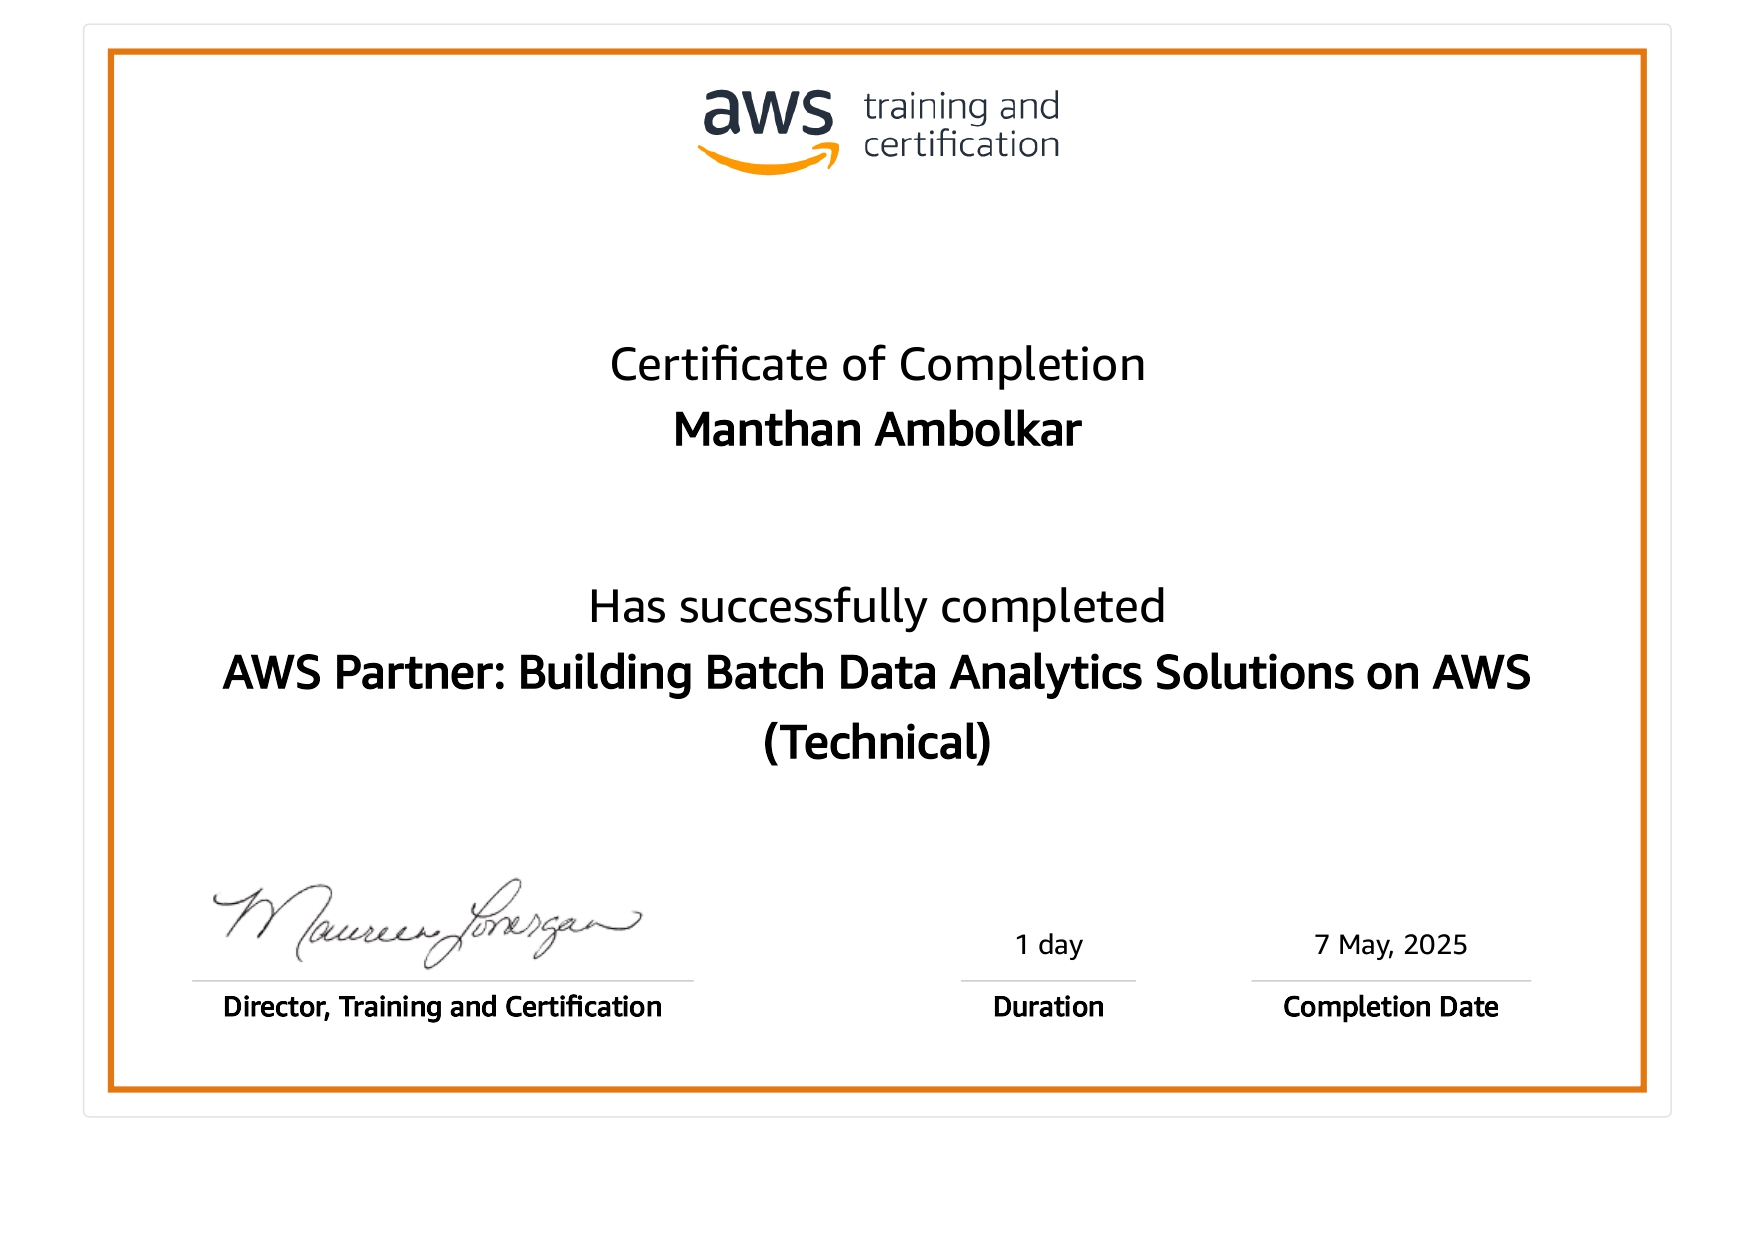 aws training and
certification
Certificate of Completion
Manthan Ambolkar
Has successfully completed
AWS Partner: Building Batch Data Analytics Solutions on AWS
(Technical)
Maureen Lonergan
1 day
7 May, 2025
Director, Training and Certification
Duration
Completion Date